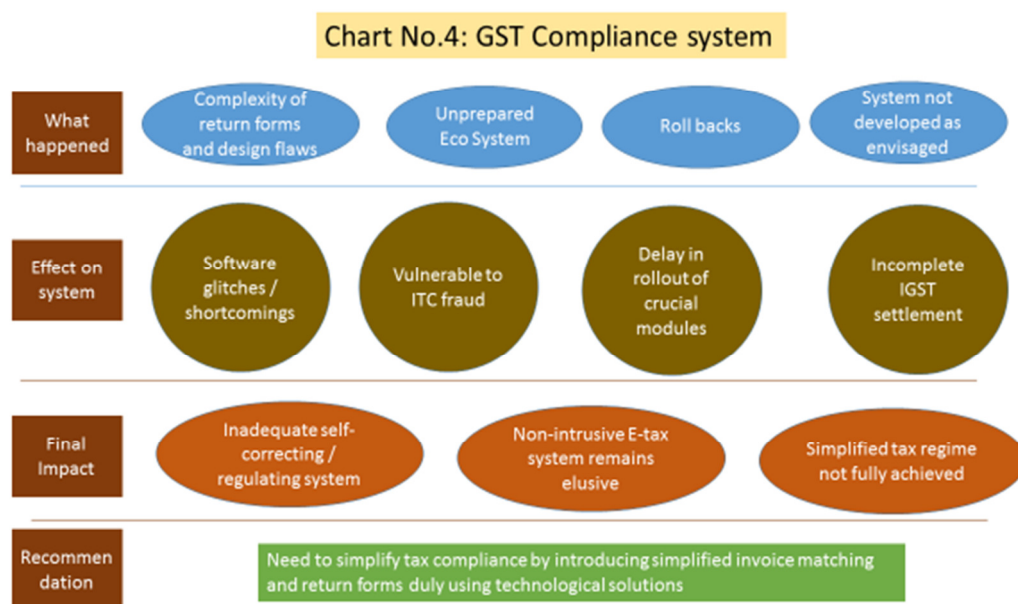 Chart No.4: GST Compliance system
What
happened
Complexity of
return forms
and design flaws
Unprepared
Eco System
Roll backs
System not
developed as
envisaged
Effect on
system
Software
glitches /
shortcomings
Vulnerable to
ITC fraud
Delay in
rollout of
crucial
modules
Incomplete
IGST
settlement
Final
Impact
Inadequate self-
correcting /
regulating system
Non-intrusive E-tax
system remains
elusive
Simplified tax regime
not fully achieved
Recommen
dation
Need to simplify tax compliance by introducing simplified invoice matching
and return forms duly using technological solutions